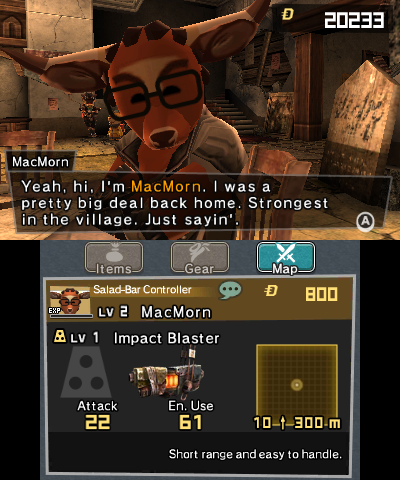 20233
MacMorn
Yeah, hi, I'm MacMorn. I was a
pretty big deal back home. Strongest
in the village. Just sayin'.
A
Items
Gear
Map
Salad-Bar Controller
800
EXP
LV 2 MacMorn
LV 1 Impact Blaster
Attack
22
En. Use
61
10 300 m
Short range and easy to handle.